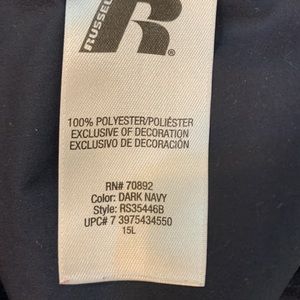 RUSSELL
R®
100% POLYESTER/POLIÉSTER
EXCLUSIVE OF DECORATION
EXCLUSIVO DE DECORACIÓN
RN# 70892
Color: DARK NAVY
Style: RS35446B
UPC# 7 3975434550
15L